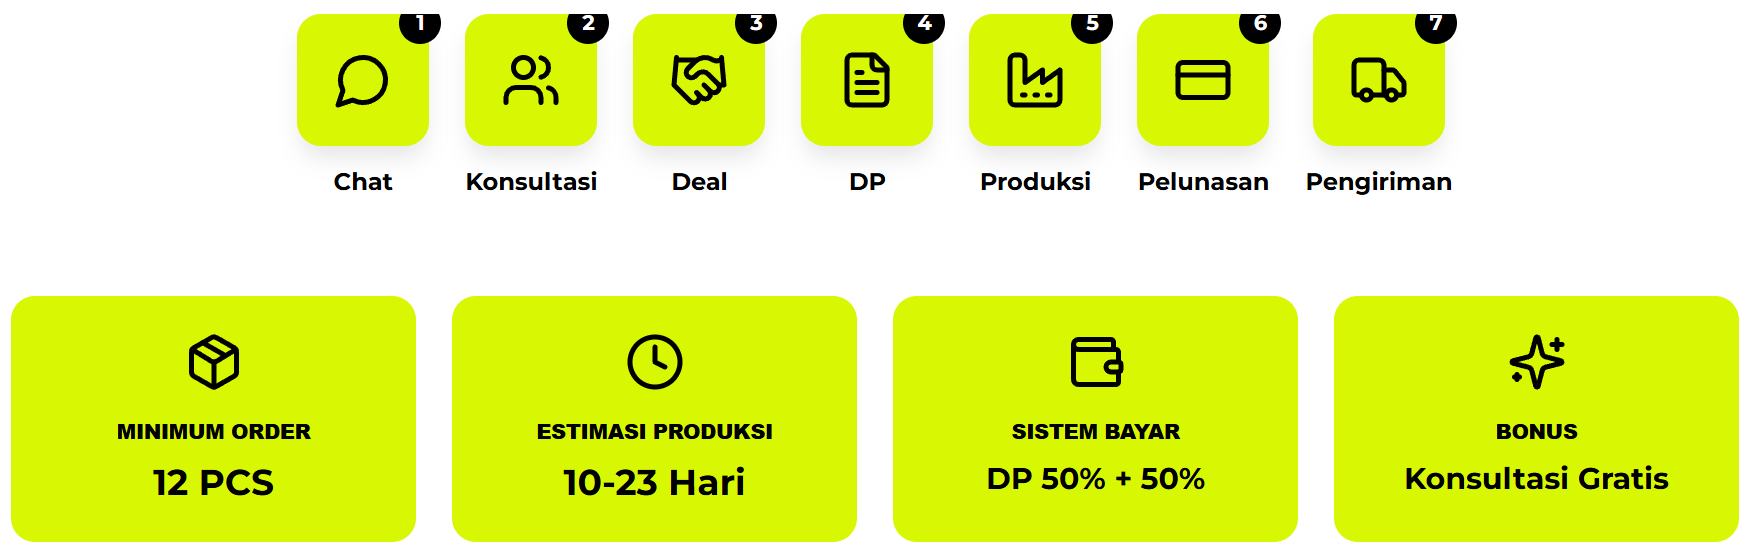 1 2 3 4 5 6 7
Chat Konsultasi Deal DP Produksi Pelunasan Pengiriman
MINIMUM ORDER
12 PCS
ESTIMASI PRODUKSI
10-23 Hari
SISTEM BAYAR
DP 50% + 50%
BONUS
Konsultasi Gratis